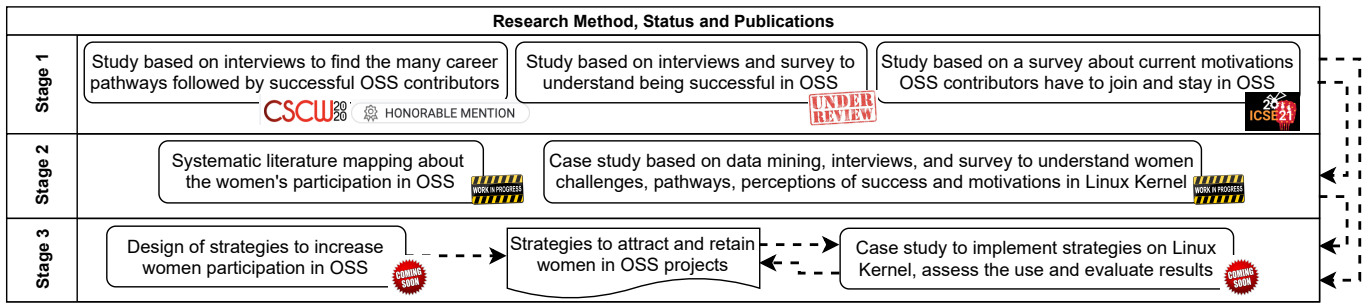 Research Method, Status and Publications
Stage 1
Study based on interviews to find the many career
pathways followed by successful OSS contributors
CSCW 20
20
HONORABLE MENTION
Study based on interviews and survey to
understand being successful in OSS
UNDER
REVIEW
Study based on a survey about current motivations
OSS contributors have to join and stay in OSS
20
ICSE 21
Stage 2
Systematic literature mapping about
the women's participation in OSS
WORK IN PROGRESS
Case study based on data mining, interviews, and survey to understand women
challenges, pathways, perceptions of success and motivations in Linux Kernel
WORK IN PROGRESS
Stage 3
Design of strategies to increase
women participation in OSS
COMING
SOON
Strategies to attract and retain
women in OSS projects
Case study to implement strategies on Linux
Kernel, assess the use and evaluate results
COMING
SOON